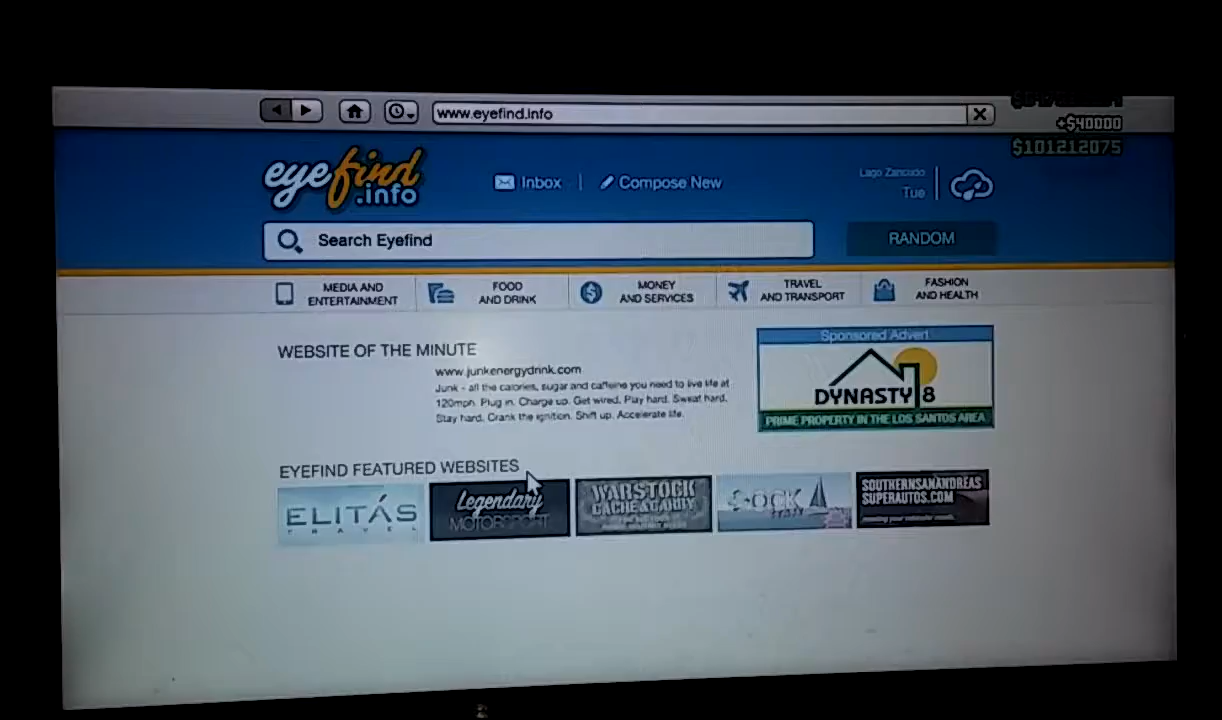 www.eyefind.info
+$40000
$101212075
eyefind
.info
Inbox
Compose New
Lago Zancudo
Tue
Search Eyefind
RANDOM
MEDIA AND
ENTERTAINMENT
FOOD
AND DRINK
MONEY
AND SERVICES
TRAVEL
AND TRANSPORT
FASHION
AND HEALTH
WEBSITE OF THE MINUTE
www.junkenergydrink.com
Junk - all the calories, sugar and caffeine you need to live life at
120mph. Plug in. Charge up. Get wired. Play hard. Sweat hard.
Stay hard. Crank the ignition. Shift up. Accelerate life.
Sponsored Advert
DYNASTY 8
PRIME PROPERTY IN THE LOS SANTOS AREA
EYEFIND FEATURED WEBSITES
ELITÁS
TRAVEL
Legendary
MOTORSPORT
WARSTOCK
CACHE & CARRY
DOCK
TEASE
SOUTHERNSANANDREAS
SUPERAUTOS.COM